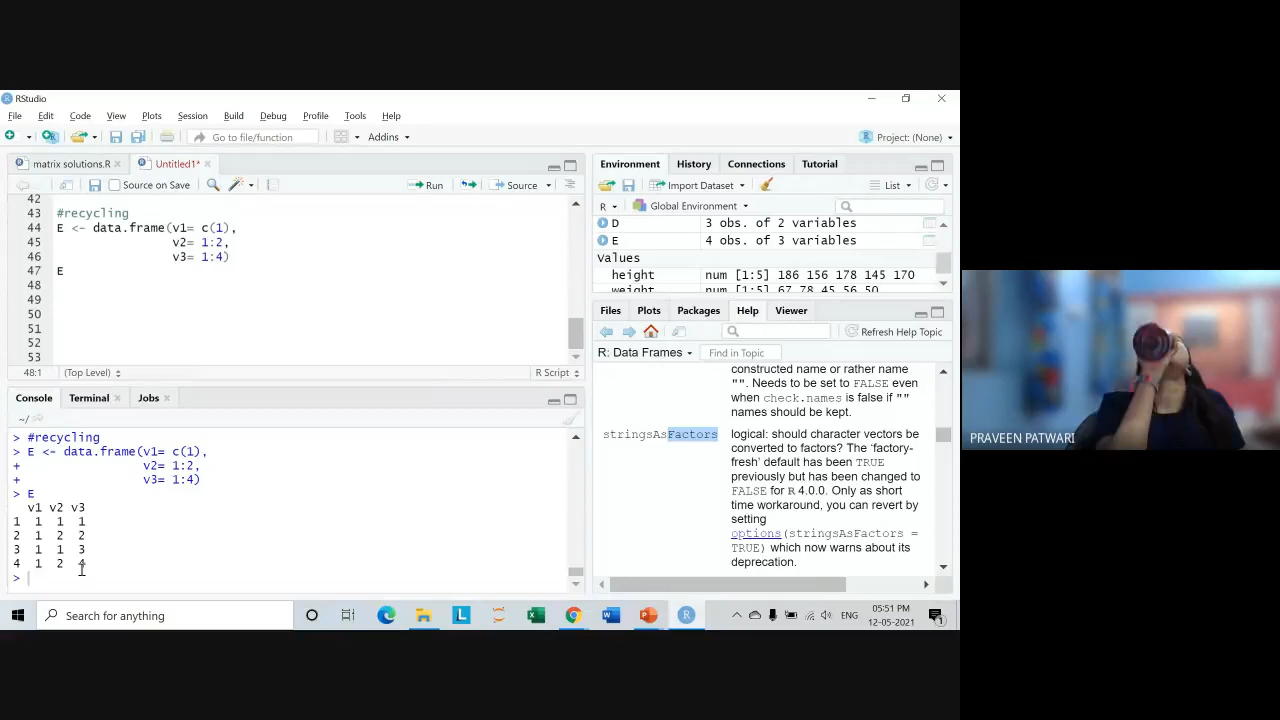 RStudio
File Edit Code View Plots Session Build Debug Profile Tools Help
Go to file/function Addins Project: (None)
matrix solutions.R Untitled1*
Source on Save Run Source
42
43 #recycling
44 E <- data.frame(v1= c(1),
45 v2= 1:2,
46 v3= 1:4)
47 E
48
49
50
51
52
53
48:1 (Top Level) R Script
Console Terminal Jobs
~/
> #recycling
> E <- data.frame(v1= c(1),
+ v2= 1:2,
+ v3= 1:4)
> E
v1 v2 v3
1 1 1 1
2 1 2 2
3 1 1 3
4 1 2 4
>
Environment History Connections Tutorial
Import Dataset List
R Global Environment
D 3 obs. of 2 variables
E 4 obs. of 3 variables
Values
height num [1:5] 186 156 178 145 170
weight num [1:5] 67 78 45 56 50
Files Plots Packages Help Viewer
Refresh Help Topic
R: Data Frames Find in Topic
constructed name or rather name
"". Needs to be set to FALSE even
when check.names is false if ""
names should be kept.
stringsAsFactors logical: should character vectors be
converted to factors? The ‘factory-
fresh’ default has been TRUE
previously but has been changed to
FALSE for R 4.0.0. Only as short
time workaround, you can revert by
setting
options(stringsAsFactors =
TRUE) which now warns about its
deprecation.
PRAVEEN PATWARI
Search for anything
ENG
05:51 PM
12-05-2021